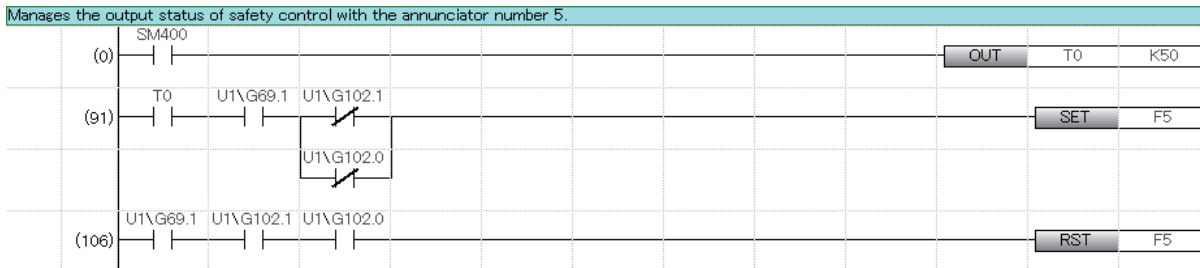 Manages the output status of safety control with the annunciator number 5.
SM400
(0) OUT T0 K50
T0 U1\G69.1 U1\G102.1
(91) SET F5
U1\G102.0
U1\G69.1 U1\G102.1 U1\G102.0
(106) RST F5